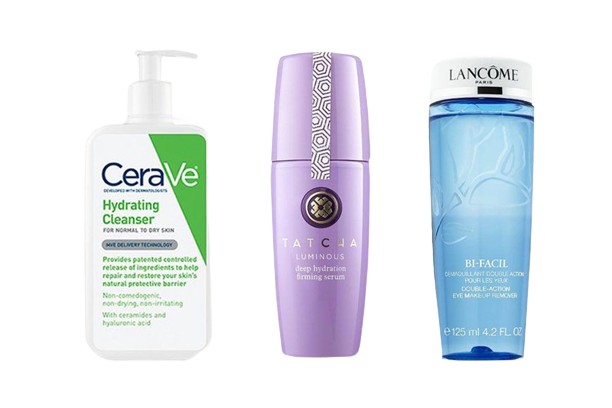 CeraVe
DEVELOPED WITH DERMATOLOGISTS
Hydrating
Cleanser
FOR NORMAL TO DRY SKIN
MVE DELIVERY TECHNOLOGY
Provides patented controlled
release of ingredients to help
repair and restore your skin's
natural protective barrier
Non-comedogenic,
non-drying, non-irritating
With ceramides and
hyaluronic acid
TATCHA
LUMINOUS
deep hydration
firming serum
LANCÔME
PARIS
BI-FACIL
DÉMAQUILLANT DOUBLE ACTION
POUR LES YEUX
DOUBLE-ACTION
EYE MAKEUP REMOVER
e 125 ml 4.2 FL. OZ